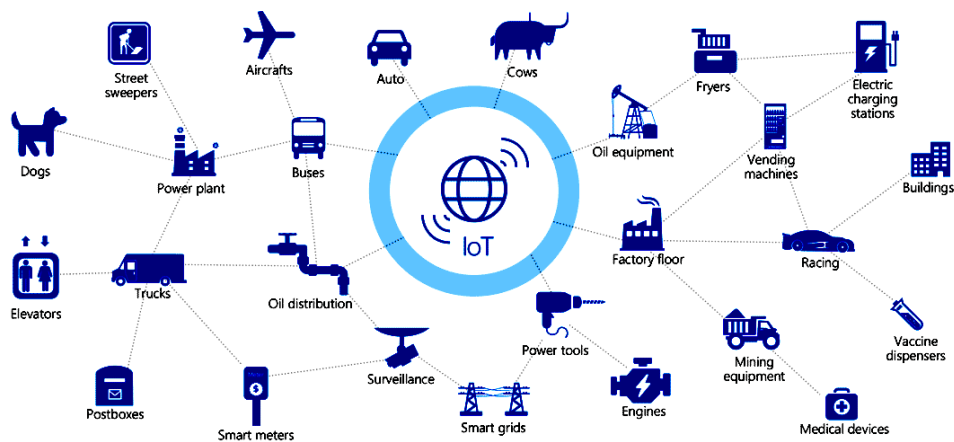 Street
sweepers
Aircrafts
Auto
Cows
Fryers
Electric
charging
stations
Dogs
Power plant
Buses
Oil equipment
Vending
machines
Buildings
IoT
Elevators
Trucks
Oil distribution
Factory floor
Racing
Postboxes
$
Smart meters
Surveillance
Smart grids
Power tools
Engines
Mining
equipment
Vaccine
dispensers
Medical devices